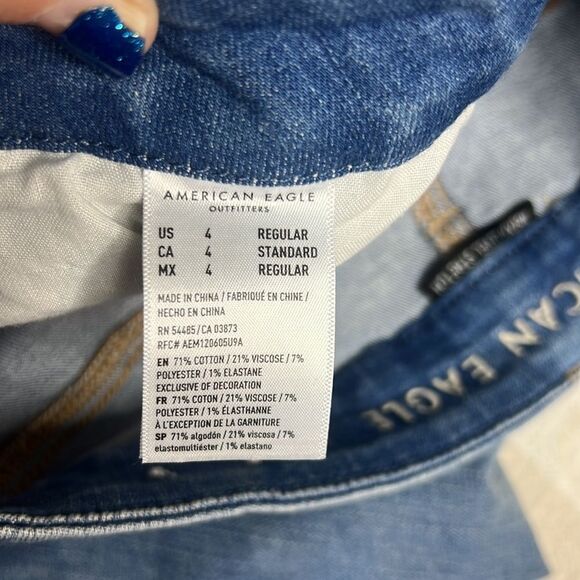 AMERICAN EAGLE
OUTFITTERS
US 4 REGULAR
CA 4 STANDARD
MX 4 REGULAR
MADE IN CHINA / FABRIQUÉ EN CHINE /
HECHO EN CHINA
RN 54485/CA 03873
RFC# AEM120605U9A
EN 71% COTTON / 21% VISCOSE / 7%
POLYESTER / 1% ELASTANE
EXCLUSIVE OF DECORATION
FR 71% COTON / 21% VISCOSE / 7%
POLYESTER / 1% ÉLASTHANNE
À L'EXCEPTION DE LA GARNITURE
SP 71% algodón / 21% viscosa / 7%
elastomultiéster / 1% elastano
STRETCH
ICAN EAGLE